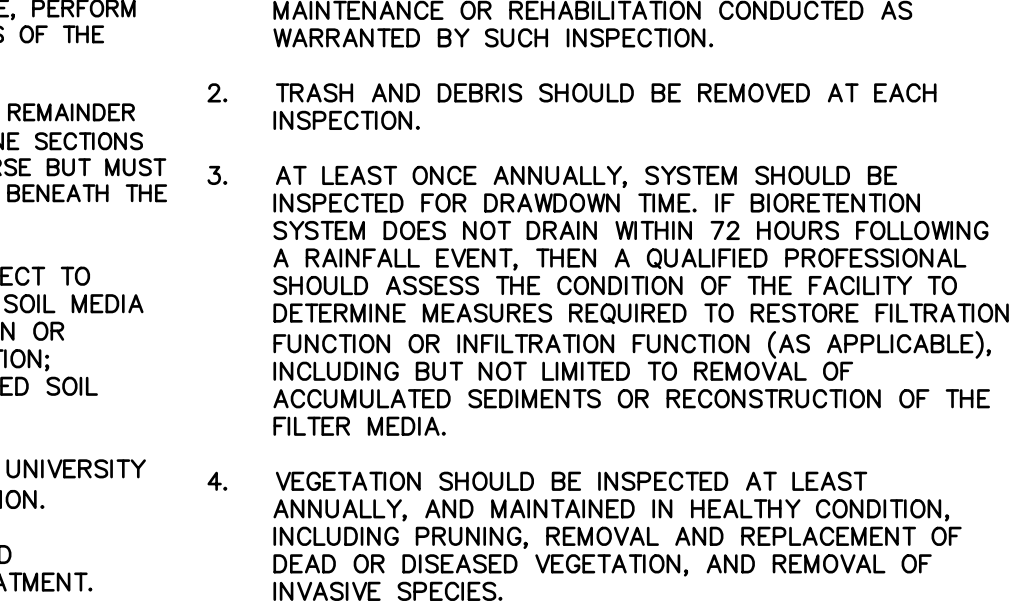 E, PERFORM
S OF THE
REMAINDER
NE SECTIONS
RSE BUT MUST
BENEATH THE
ECT TO
SOIL MEDIA
N OR
TION;
ED SOIL
UNIVERSITY
ION.
D
ATMENT.
MAINTENANCE OR REHABILITATION CONDUCTED AS
WARRANTED BY SUCH INSPECTION.
2. TRASH AND DEBRIS SHOULD BE REMOVED AT EACH
INSPECTION.
3. AT LEAST ONCE ANNUALLY, SYSTEM SHOULD BE
INSPECTED FOR DRAWDOWN TIME. IF BIORETENTION
SYSTEM DOES NOT DRAIN WITHIN 72 HOURS FOLLOWING
A RAINFALL EVENT, THEN A QUALIFIED PROFESSIONAL
SHOULD ASSESS THE CONDITION OF THE FACILITY TO
DETERMINE MEASURES REQUIRED TO RESTORE FILTRATION
FUNCTION OR INFILTRATION FUNCTION (AS APPLICABLE),
INCLUDING BUT NOT LIMITED TO REMOVAL OF
ACCUMULATED SEDIMENTS OR RECONSTRUCTION OF THE
FILTER MEDIA.
4. VEGETATION SHOULD BE INSPECTED AT LEAST
ANNUALLY, AND MAINTAINED IN HEALTHY CONDITION,
INCLUDING PRUNING, REMOVAL AND REPLACEMENT OF
DEAD OR DISEASED VEGETATION, AND REMOVAL OF
INVASIVE SPECIES.